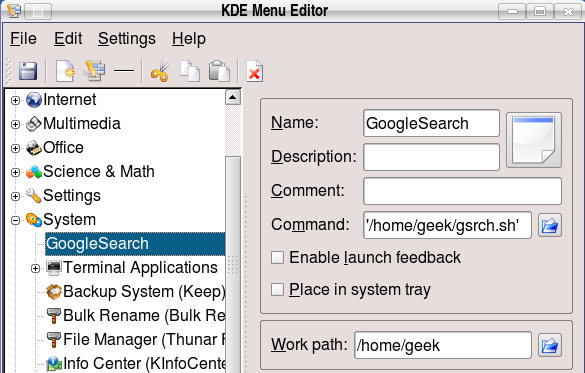 KDE Menu Editor
File Edit Settings Help
Internet
Multimedia
Office
Science & Math
Settings
System
GoogleSearch
Terminal Applications
Backup System (Keep)
Bulk Rename (Bulk Re
File Manager (Thunar F
Info Center (KInfoCente
Name: GoogleSearch
Description:
Comment:
Command: '/home/geek/gsrch.sh'
Enable launch feedback
Place in system tray
Work path: /home/geek